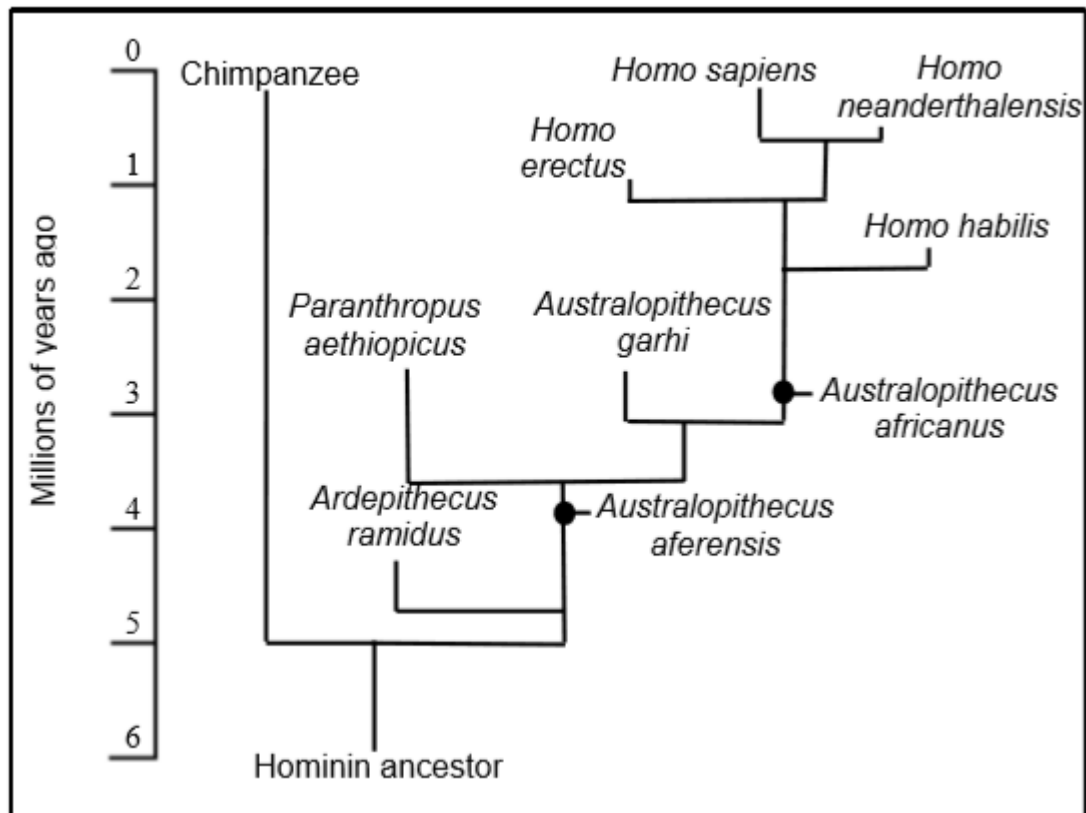 0
Chimpanzee
Homo sapiens
Homo
neanderthalensis
Homo
erectus
1
Homo habilis
2
Paranthropus
aethiopicus
Australopithecus
garhi
3
Australopithecus
africanus
4
Ardepithecus
ramidus
Australopithecus
aferensis
5
6
Hominin ancestor
Millions of years ago